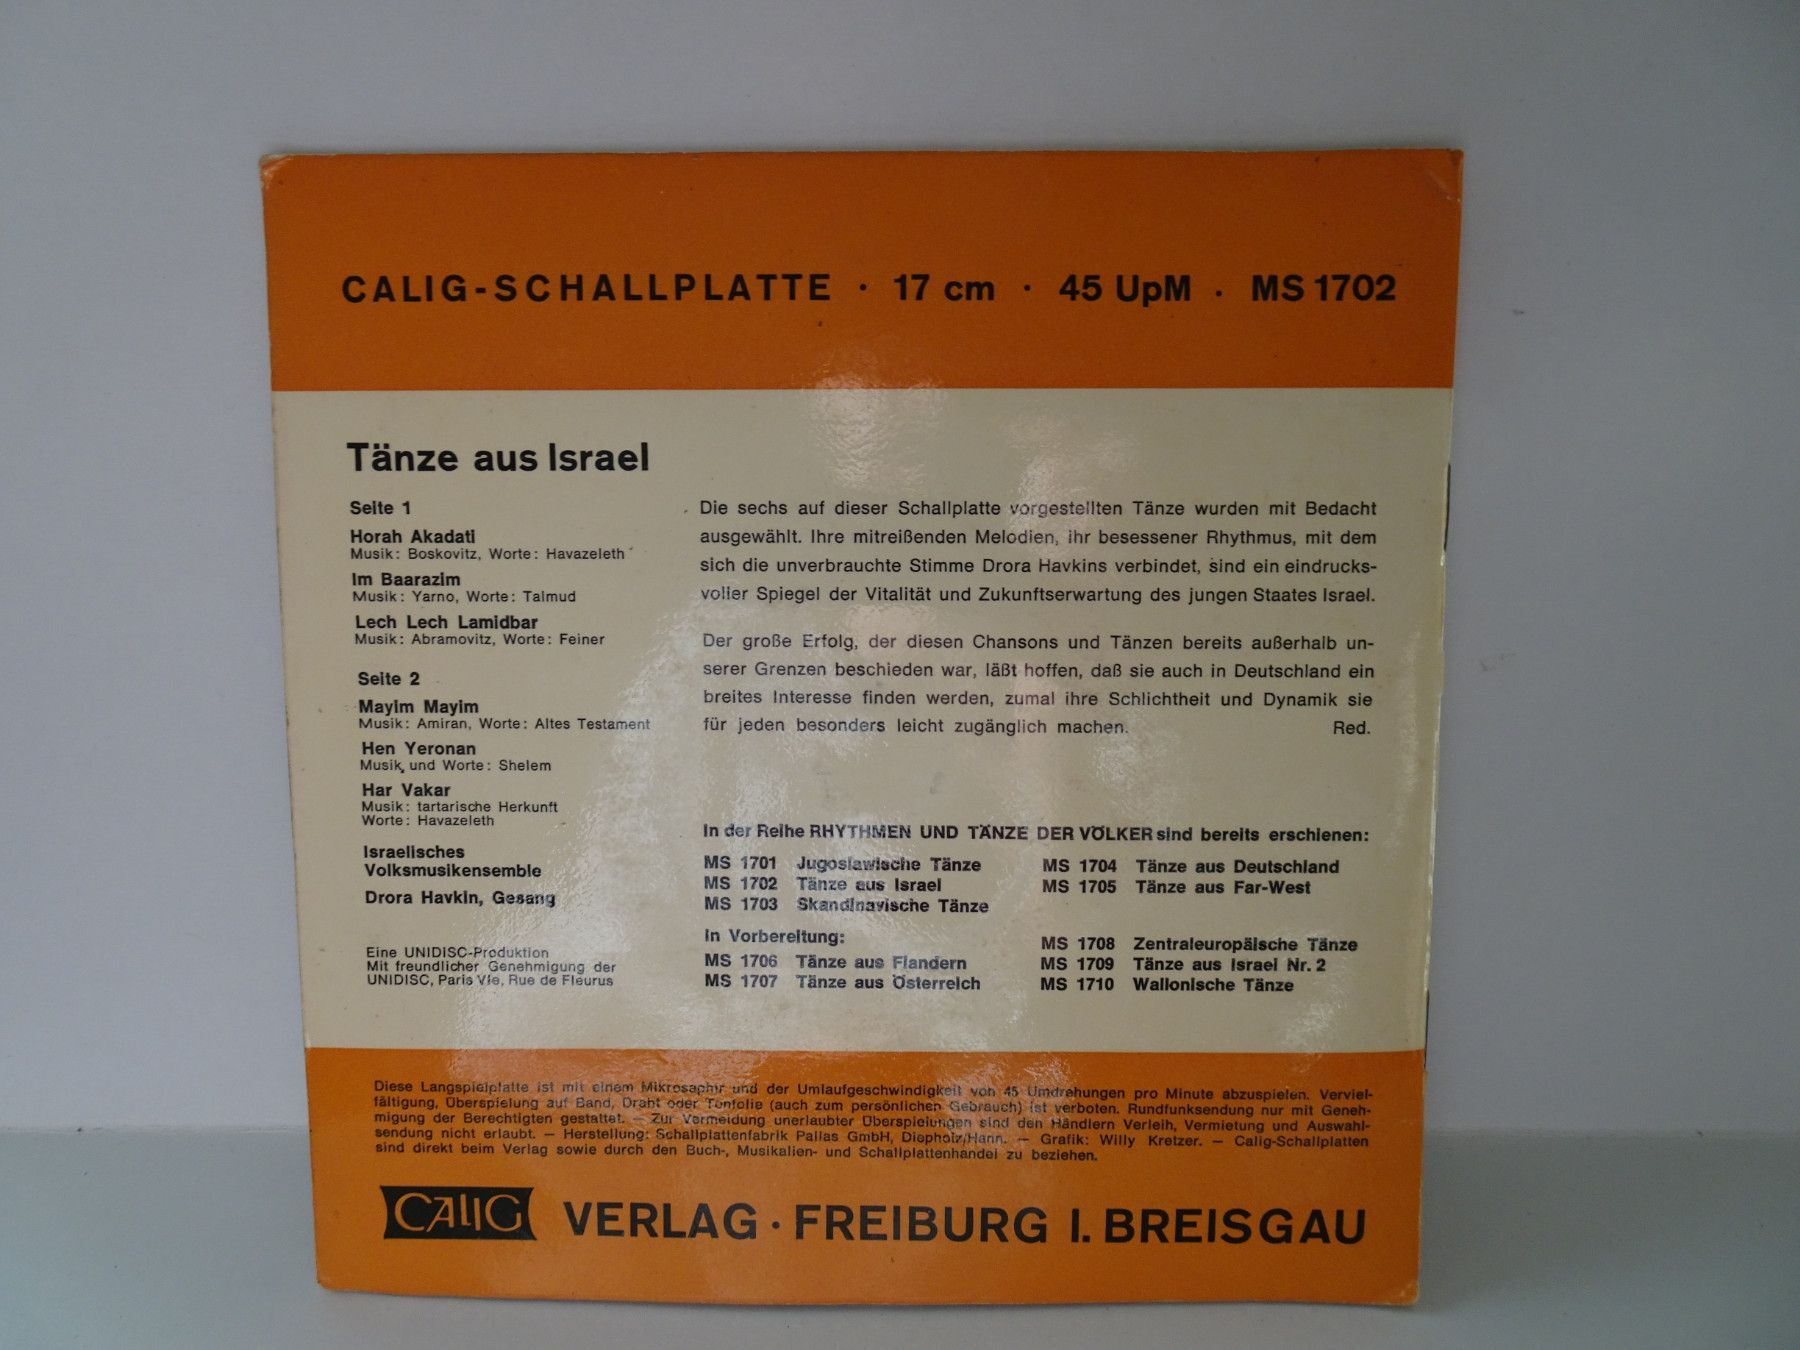 CALIG-SCHALLPLATTE · 17 cm · 45 UpM . MS 1702
Tänze aus Israel
Seite 1
Horah Akadati
Musik: Boskovitz, Worte: Havazeleth
Im Baarazim
Musik: Yarno, Worte: Talmud
Lech Lech Lamidbar
Musik: Abramovitz, Worte: Feiner
Seite 2
Mayim Mayim
Musik: Amiran, Worte: Altes Testament
Hen Yeronan
Musik und Worte: Shelem
Har Vakar
Musik: tartarische Herkunft
Worte: Havazeleth
Israelisches
Volksmusikensemble
Drora Havkin, Gesang
Eine UNIDISC-Produktion
Mit freundlicher Genehmigung der
UNIDISC, Paris VIe, Rue de Fleurus
Die sechs auf dieser Schallplatte vorgestellten Tänze wurden mit Bedacht
ausgewählt. Ihre mitreißenden Melodien, ihr besessener Rhythmus, mit dem
sich die unverbrauchte Stimme Drora Havkins verbindet, sind ein eindrucks-
voller Spiegel der Vitalität und Zukunftserwartung des jungen Staates Israel.
Der große Erfolg, der diesen Chansons und Tänzen bereits außerhalb un-
serer Grenzen beschieden war, läßt hoffen, daß sie auch in Deutschland ein
breites Interesse finden werden, zumal ihre Schlichtheit und Dynamik sie
für jeden besonders leicht zugänglich machen. Red.
In der Reihe RHYTHMEN UND TÄNZE DER VÖLKER sind bereits erschienen:
MS 1701 Jugoslawische Tänze
MS 1702 Tänze aus Israel
MS 1703 Skandinavische Tänze
MS 1704 Tänze aus Deutschland
MS 1705 Tänze aus Far-West
In Vorbereitung:
MS 1706 Tänze aus Flandern
MS 1707 Tänze aus Österreich
MS 1708 Zentraleuropäische Tänze
MS 1709 Tänze aus Israel Nr. 2
MS 1710 Wallonische Tänze
Diese Langspielplatte ist mit einem Mikrosaphir und der Umlaufgeschwindigkeit von 45 Umdrehungen pro Minute abzuspielen. Verviel-
fältigung, Überspielung auf Band, Draht oder Tonfolie (auch zum persönlichen Gebrauch) ist verboten. Rundfunksendung nur mit Geneh-
migung der Berechtigten gestattet. — Zur Vermeidung unerlaubter Überspielungen sind den Händlern Verleih, Vermietung und Auswahl-
sendung nicht erlaubt. — Herstellung: Schallplattenfabrik Pallas GmbH, Diepholz/Hann. — Grafik: Willy Kretzer. — Calig-Schallplatten
sind direkt beim Verlag sowie durch den Buch-, Musikalien- und Schallplattenhandel zu beziehen.
CALIG VERLAG · FREIBURG I. BREISGAU